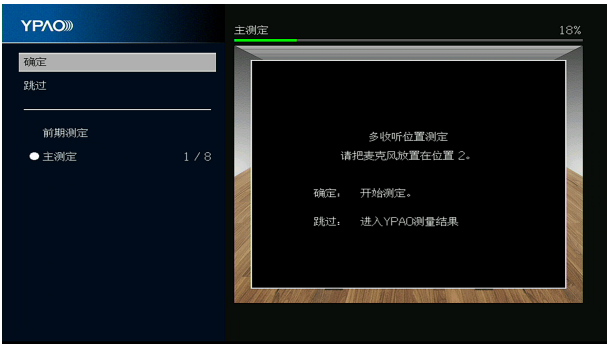 YPAO
主测定 18%
确定
跳过
前期测定
主测定 1/8
多收听位置测定
请把麦克风放置在位置 2。
确定: 开始测定。
跳过: 进入YPAO测量结果